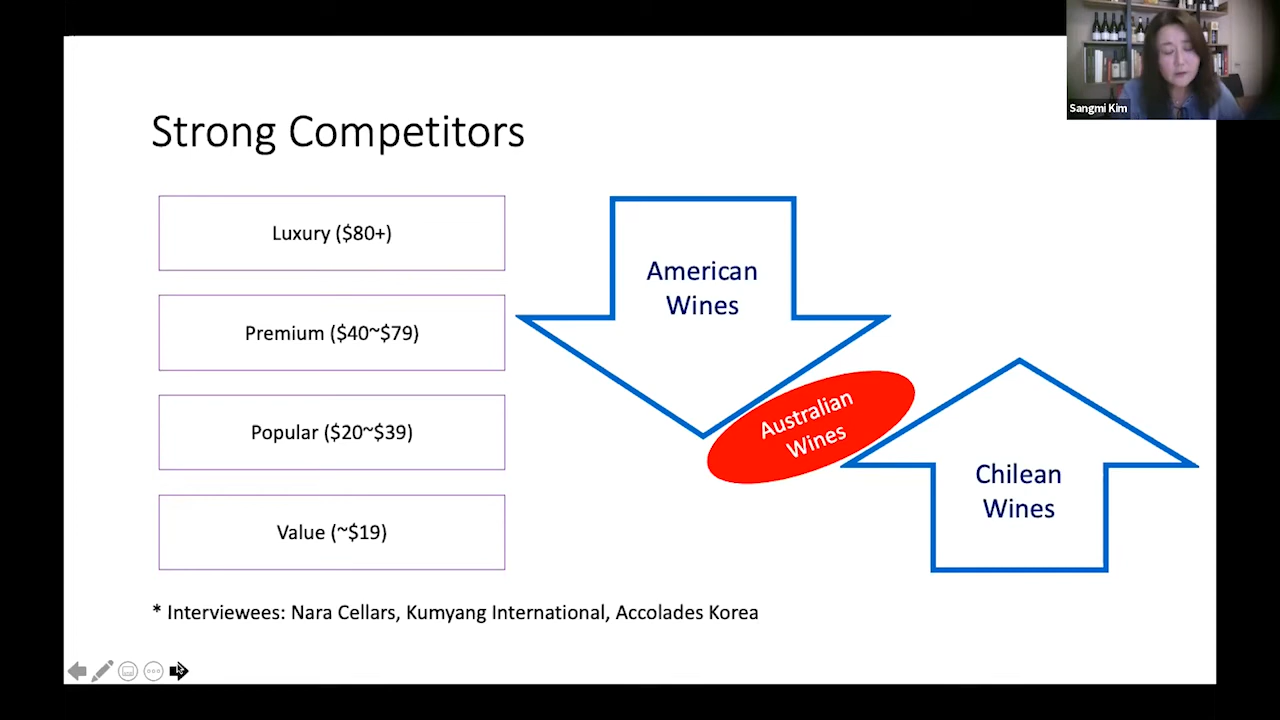 Sangmi Kim
Strong Competitors
Luxury ($80+)
Premium ($40~$79)
Popular ($20~$39)
Value (~$19)
American
Wines
Australian
Wines
Chilean
Wines
* Interviewees: Nara Cellars, Kumyang International, Accolades Korea